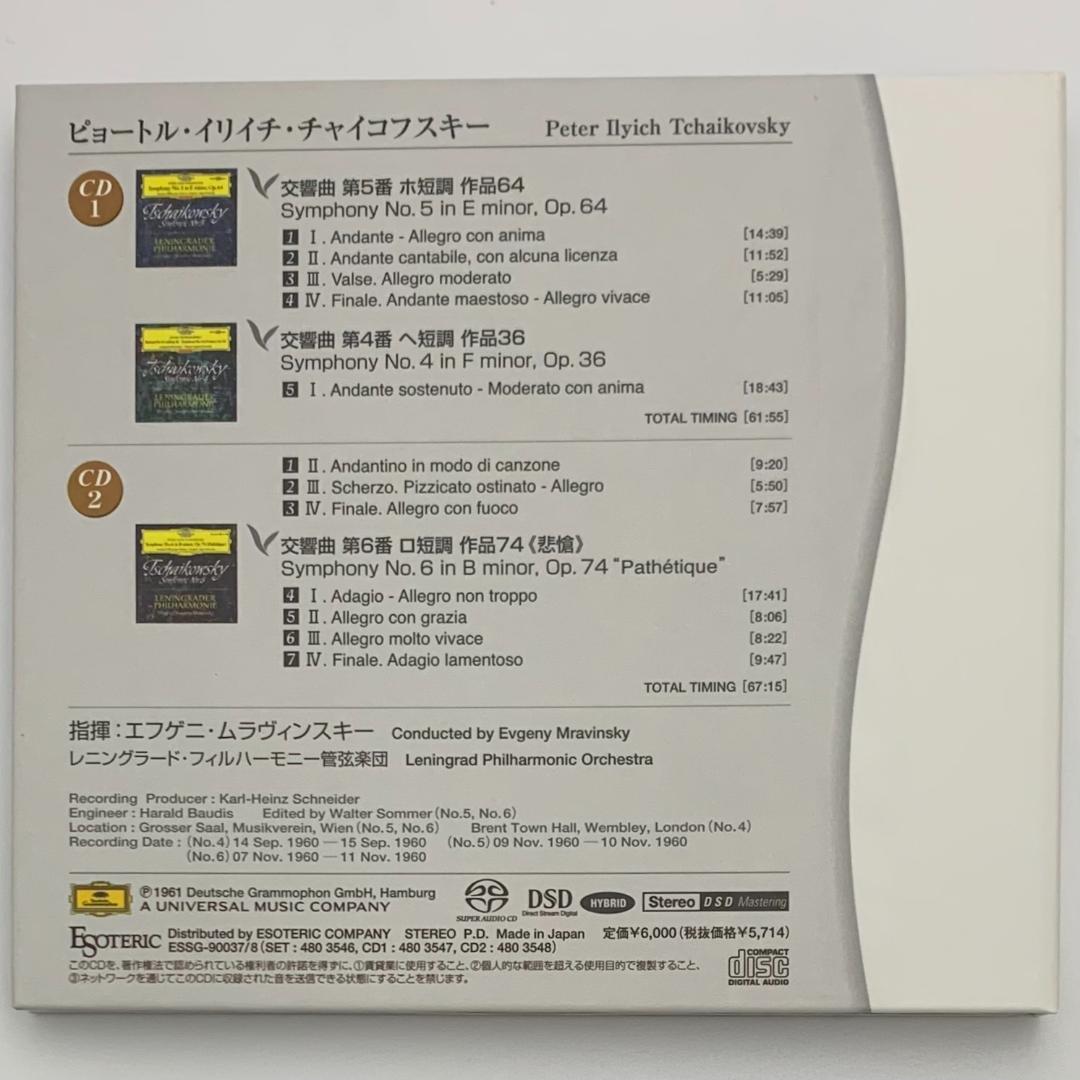 ピョートル・イリイチ・チャイコフスキー Peter Ilyich Tchaikovsky
CD 1
Tschaikowsky
LENINGRADER PHILHARMONIE
交響曲 第5番 ホ短調 作品64
Symphony No. 5 in E minor, Op. 64
1 I. Andante - Allegro con anima [14:39]
2 II. Andante cantabile, con alcuna licenza [11:52]
3 III. Valse. Allegro moderato [5:29]
4 IV. Finale. Andante maestoso - Allegro vivace [11:05]
Tschaikowsky
LENINGRADER PHILHARMONIE
交響曲 第4番 ヘ短調 作品36
Symphony No. 4 in F minor, Op. 36
5 I. Andante sostenuto - Moderato con anima [18:43]
TOTAL TIMING [61:55]
CD 2
1 II. Andantino in modo di canzone [9:20]
2 III. Scherzo. Pizzicato ostinato - Allegro [5:50]
3 IV. Finale. Allegro con fuoco [7:57]
Tschaikowsky
LENINGRADER PHILHARMONIE
交響曲 第6番 ロ短調 作品74《悲愴》
Symphony No. 6 in B minor, Op. 74 "Pathétique"
4 I. Adagio - Allegro non troppo [17:41]
5 II. Allegro con grazia [8:06]
6 III. Allegro molto vivace [8:22]
7 IV. Finale. Adagio lamentoso [9:47]
TOTAL TIMING [67:15]
指揮：エフゲニ・ムラヴィンスキー Conducted by Evgeny Mravinsky
レニングラード・フィルハーモニー管弦楽団 Leningrad Philharmonic Orchestra
Recording Producer : Karl-Heinz Schneider
Engineer : Harald Baudis Edited by Walter Sommer (No.5, No.6)
Location : Grosser Saal, Musikverein, Wien (No.5, No.6) Brent Town Hall, Wembley, London (No.4)
Recording Date : (No.4) 14 Sep. 1960 — 15 Sep. 1960 (No.5) 09 Nov. 1960 — 10 Nov. 1960
(No.6) 07 Nov. 1960 — 11 Nov. 1960
℗1961 Deutsche Grammophon GmbH, Hamburg
A UNIVERSAL MUSIC COMPANY
SUPER AUDIO CD
DSD Direct Stream Digital
HYBRID
Stereo DSD Mastering
ESOTERIC
Distributed by ESOTERIC COMPANY STEREO P.D. Made in Japan 定価¥6,000(税抜価格¥5,714)
ESSG-90037/8 (SET : 480 3546, CD1 : 480 3547, CD2 : 480 3548)
このCDを、著作権法で認められている権利者の許諾を得ずに、①賃貸業に使用すること、②個人的な範囲を超える使用目的で複製すること、
③ネットワークを通じてこのCDに収録された音を送信できる状態にすることを禁じます。
COMPACT disc DIGITAL AUDIO